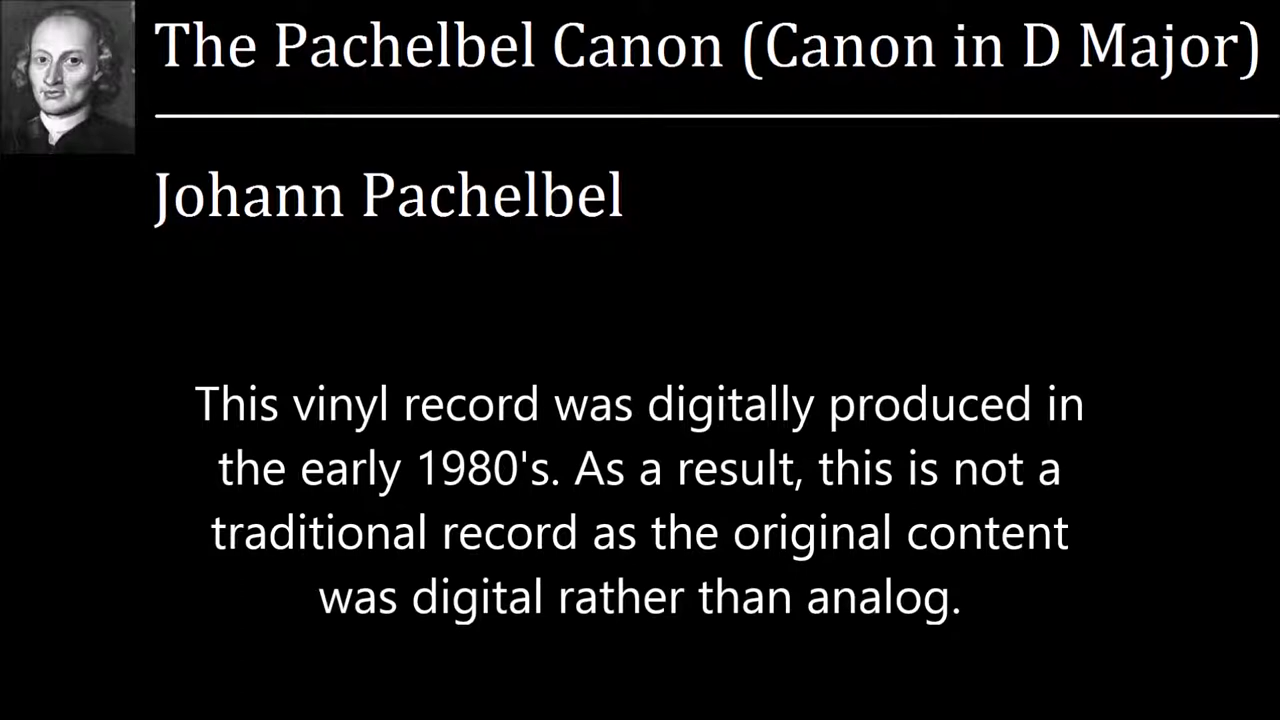 The Pachelbel Canon (Canon in D Major)
Johann Pachelbel
This vinyl record was digitally produced in
the early 1980's. As a result, this is not a
traditional record as the original content
was digital rather than analog.